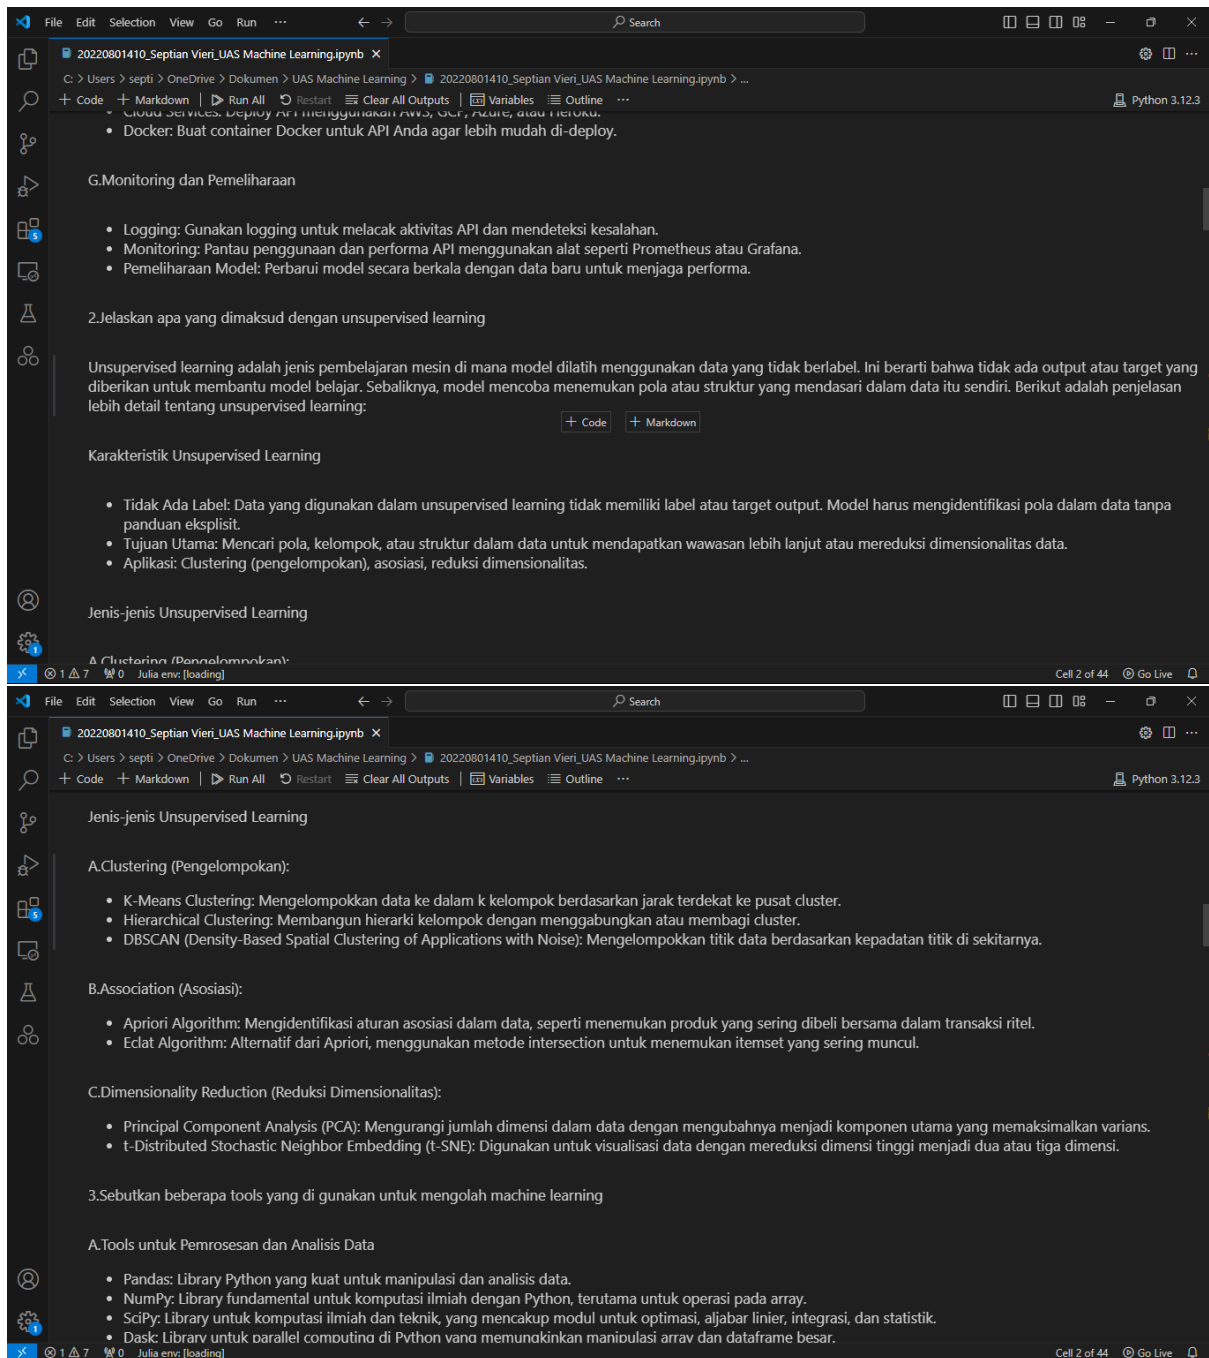 File Edit Selection View Go Run ··· Search
20220801410_Septian Vieri_UAS Machine Learning.ipynb
C: > Users > septi > OneDrive > Dokumen > UAS Machine Learning > 20220801410_Septian Vieri_UAS Machine Learning.ipynb > ...
+ Code + Markdown Run All Restart Clear All Outputs Variables Outline ··· Python 3.12.3
• Cloud Services: Deploy API menggunakan AWS, GCP, Azure, atau Heroku.
• Docker: Buat container Docker untuk API Anda agar lebih mudah di-deploy.
G.Monitoring dan Pemeliharaan
• Logging: Gunakan logging untuk melacak aktivitas API dan mendeteksi kesalahan.
• Monitoring: Pantau penggunaan dan performa API menggunakan alat seperti Prometheus atau Grafana.
• Pemeliharaan Model: Perbarui model secara berkala dengan data baru untuk menjaga performa.
2.Jelaskan apa yang dimaksud dengan unsupervised learning
Unsupervised learning adalah jenis pembelajaran mesin di mana model dilatih menggunakan data yang tidak berlabel. Ini berarti bahwa tidak ada output atau target yang
diberikan untuk membantu model belajar. Sebaliknya, model mencoba menemukan pola atau struktur yang mendasari dalam data itu sendiri. Berikut adalah penjelasan
lebih detail tentang unsupervised learning:
+ Code + Markdown
Karakteristik Unsupervised Learning
• Tidak Ada Label: Data yang digunakan dalam unsupervised learning tidak memiliki label atau target output. Model harus mengidentifikasi pola dalam data tanpa
panduan eksplisit.
• Tujuan Utama: Mencari pola, kelompok, atau struktur dalam data untuk mendapatkan wawasan lebih lanjut atau mereduksi dimensionalitas data.
• Aplikasi: Clustering (pengelompokan), asosiasi, reduksi dimensionalitas.
Jenis-jenis Unsupervised Learning
A.Clustering (Pengelompokan):
5
1
1 7 0 Julia env: [loading] Cell 2 of 44 Go Live
File Edit Selection View Go Run ··· Search
20220801410_Septian Vieri_UAS Machine Learning.ipynb
C: > Users > septi > OneDrive > Dokumen > UAS Machine Learning > 20220801410_Septian Vieri_UAS Machine Learning.ipynb > ...
+ Code + Markdown Run All Restart Clear All Outputs Variables Outline ··· Python 3.12.3
Jenis-jenis Unsupervised Learning
A.Clustering (Pengelompokan):
• K-Means Clustering: Mengelompokkan data ke dalam k kelompok berdasarkan jarak terdekat ke pusat cluster.
• Hierarchical Clustering: Membangun hierarki kelompok dengan menggabungkan atau membagi cluster.
• DBSCAN (Density-Based Spatial Clustering of Applications with Noise): Mengelompokkan titik data berdasarkan kepadatan titik di sekitarnya.
B.Association (Asosiasi):
• Apriori Algorithm: Mengidentifikasi aturan asosiasi dalam data, seperti menemukan produk yang sering dibeli bersama dalam transaksi ritel.
• Eclat Algorithm: Alternatif dari Apriori, menggunakan metode intersection untuk menemukan itemset yang sering muncul.
C.Dimensionality Reduction (Reduksi Dimensionalitas):
• Principal Component Analysis (PCA): Mengurangi jumlah dimensi dalam data dengan mengubahnya menjadi komponen utama yang memaksimalkan varians.
• t-Distributed Stochastic Neighbor Embedding (t-SNE): Digunakan untuk visualisasi data dengan mereduksi dimensi tinggi menjadi dua atau tiga dimensi.
3.Sebutkan beberapa tools yang di gunakan untuk mengolah machine learning
A.Tools untuk Pemrosesan dan Analisis Data
• Pandas: Library Python yang kuat untuk manipulasi dan analisis data.
• NumPy: Library fundamental untuk komputasi ilmiah dengan Python, terutama untuk operasi pada array.
• SciPy: Library untuk komputasi ilmiah dan teknik, yang mencakup modul untuk optimasi, aljabar linier, integrasi, dan statistik.
• Dask: Library untuk parallel computing di Python yang memungkinkan manipulasi array dan dataframe besar.
5
1
1 7 0 Julia env: [loading] Cell 2 of 44 Go Live